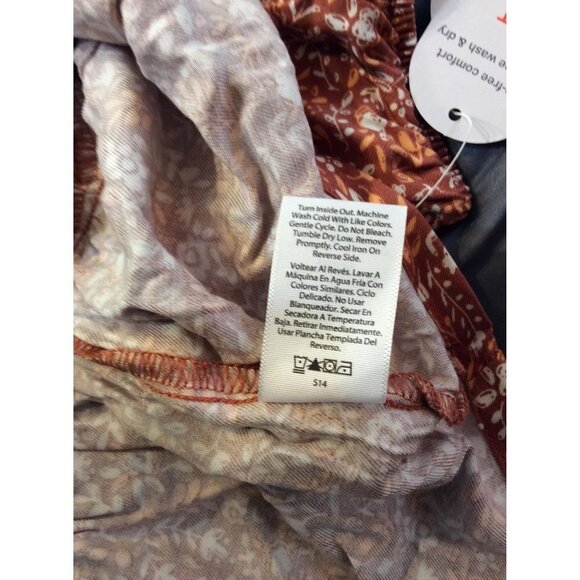 -free comfort
e wash & dry
Turn Inside Out. Machine
Wash Cold With Like Colors.
Gentle Cycle. Do Not Bleach.
Tumble Dry Low. Remove
Promptly. Cool Iron On
Reverse Side.
Voltear Al Revés. Lavar A
Máquina En Agua Fría Con
Colores Similares. Ciclo
Delicado. No Usar
Blanqueador. Secar En
Secadora A Temperatura
Baja. Retirar Inmediatamente.
Usar Plancha Templada Del
Reverso.
S14